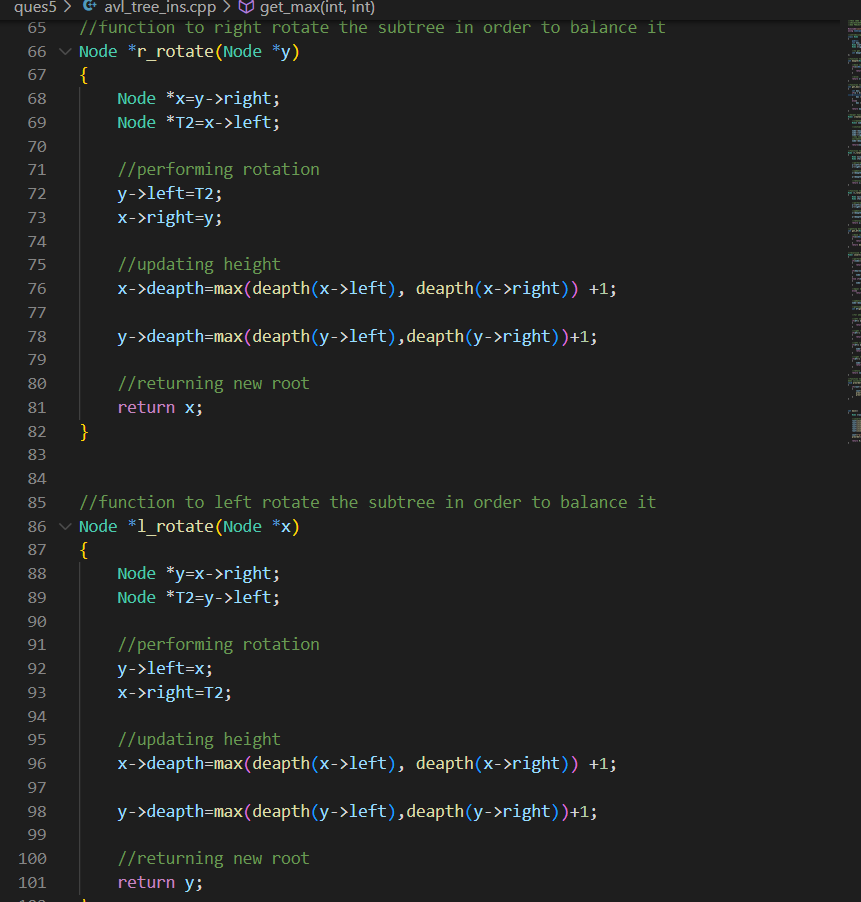 ques5 > avl_tree_ins.cpp > get_max(int, int)
65 //function to right rotate the subtree in order to balance it
66 Node *r_rotate(Node *y)
67 {
68 Node *x=y->right;
69 Node *T2=x->left;
70
71 //performing rotation
72 y->left=T2;
73 x->right=y;
74
75 //updating height
76 x->deapth=max(deapth(x->left), deapth(x->right)) +1;
77
78 y->deapth=max(deapth(y->left),deapth(y->right))+1;
79
80 //returning new root
81 return x;
82 }
83
84
85 //function to left rotate the subtree in order to balance it
86 Node *l_rotate(Node *x)
87 {
88 Node *y=x->right;
89 Node *T2=y->left;
90
91 //performing rotation
92 y->left=x;
93 x->right=T2;
94
95 //updating height
96 x->deapth=max(deapth(x->left), deapth(x->right)) +1;
97
98 y->deapth=max(deapth(y->left),deapth(y->right))+1;
99
100 //returning new root
101 return y;